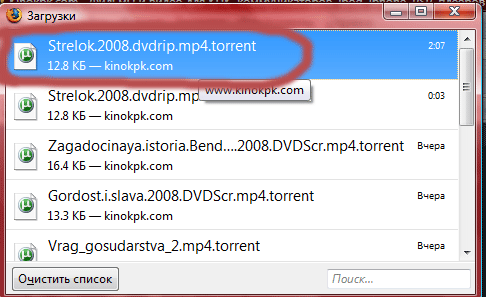 Загрузки
Strelok.2008.dvdrip.mp4.torrent
2:07
12.8 КБ — kinokpk.com
www.kinokpk.com
Strelok.2008.dvdrip.mp
0:03
12.8 КБ — kinokpk.com
Zagadocinaya.istoria.Bend....2008.DVDScr.mp4.torrent
Вчера
16.4 КБ — kinokpk.com
Gordost.i.slava.2008.DVDScr.mp4.torrent
Вчера
13.3 КБ — kinokpk.com
Vrag_gosudarstva_2.mp4.torrent
Вчера
Очистить список
Поиск...